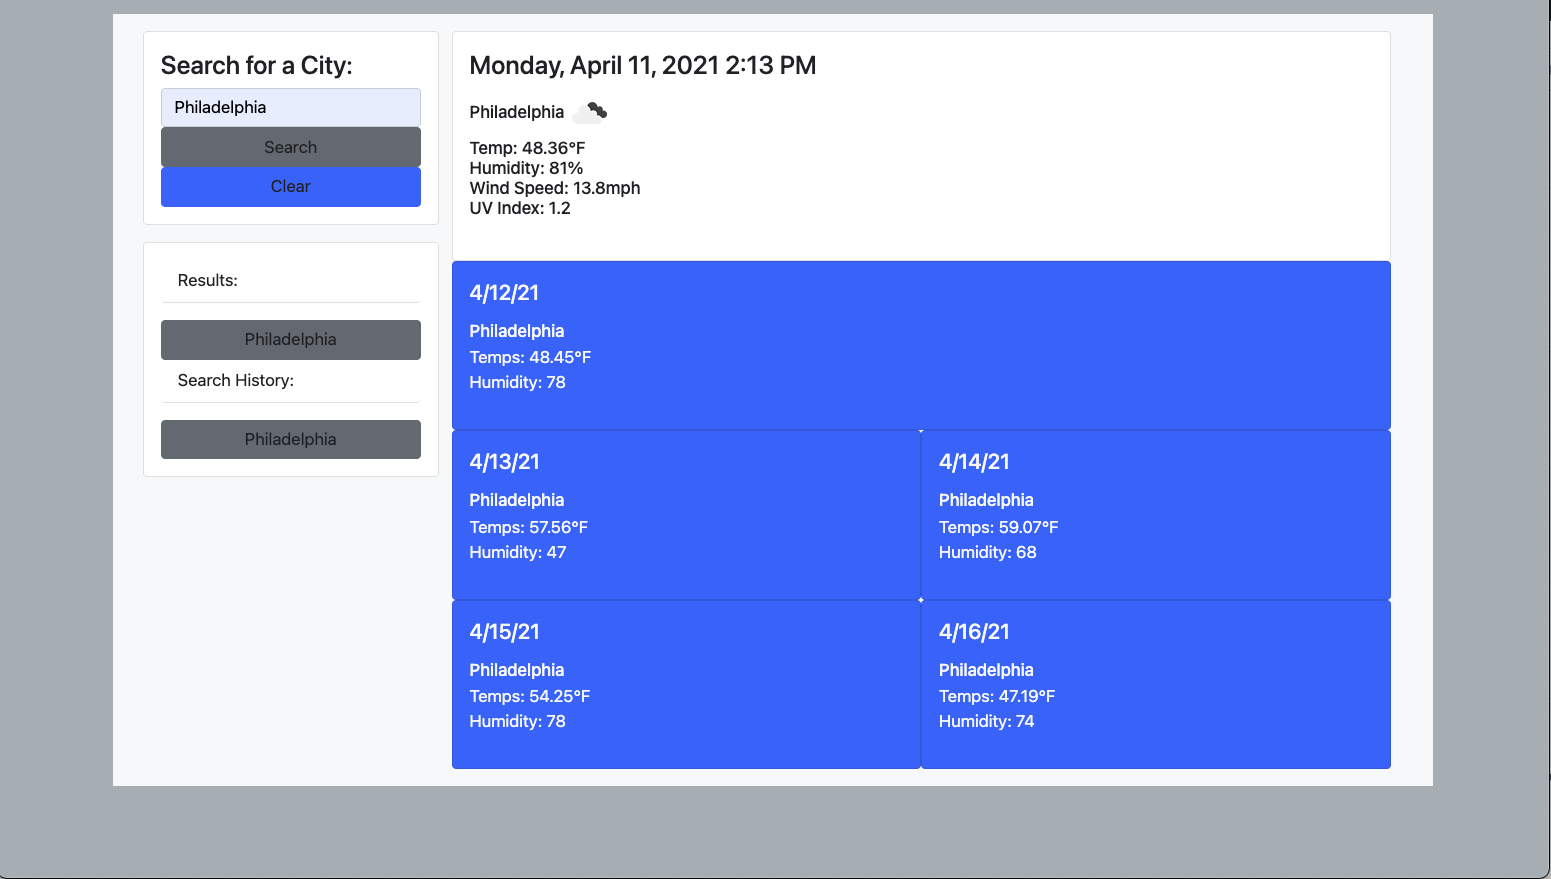 Search for a City:
Philadelphia
Search
Clear
Results:
Philadelphia
Search History:
Philadelphia
Monday, April 11, 2021 2:13 PM
Philadelphia
Temp: 48.36°F
Humidity: 81%
Wind Speed: 13.8mph
UV Index: 1.2
4/12/21
Philadelphia
Temps: 48.45°F
Humidity: 78
4/13/21
Philadelphia
Temps: 57.56°F
Humidity: 47
4/14/21
Philadelphia
Temps: 59.07°F
Humidity: 68
4/15/21
Philadelphia
Temps: 54.25°F
Humidity: 78
4/16/21
Philadelphia
Temps: 47.19°F
Humidity: 74